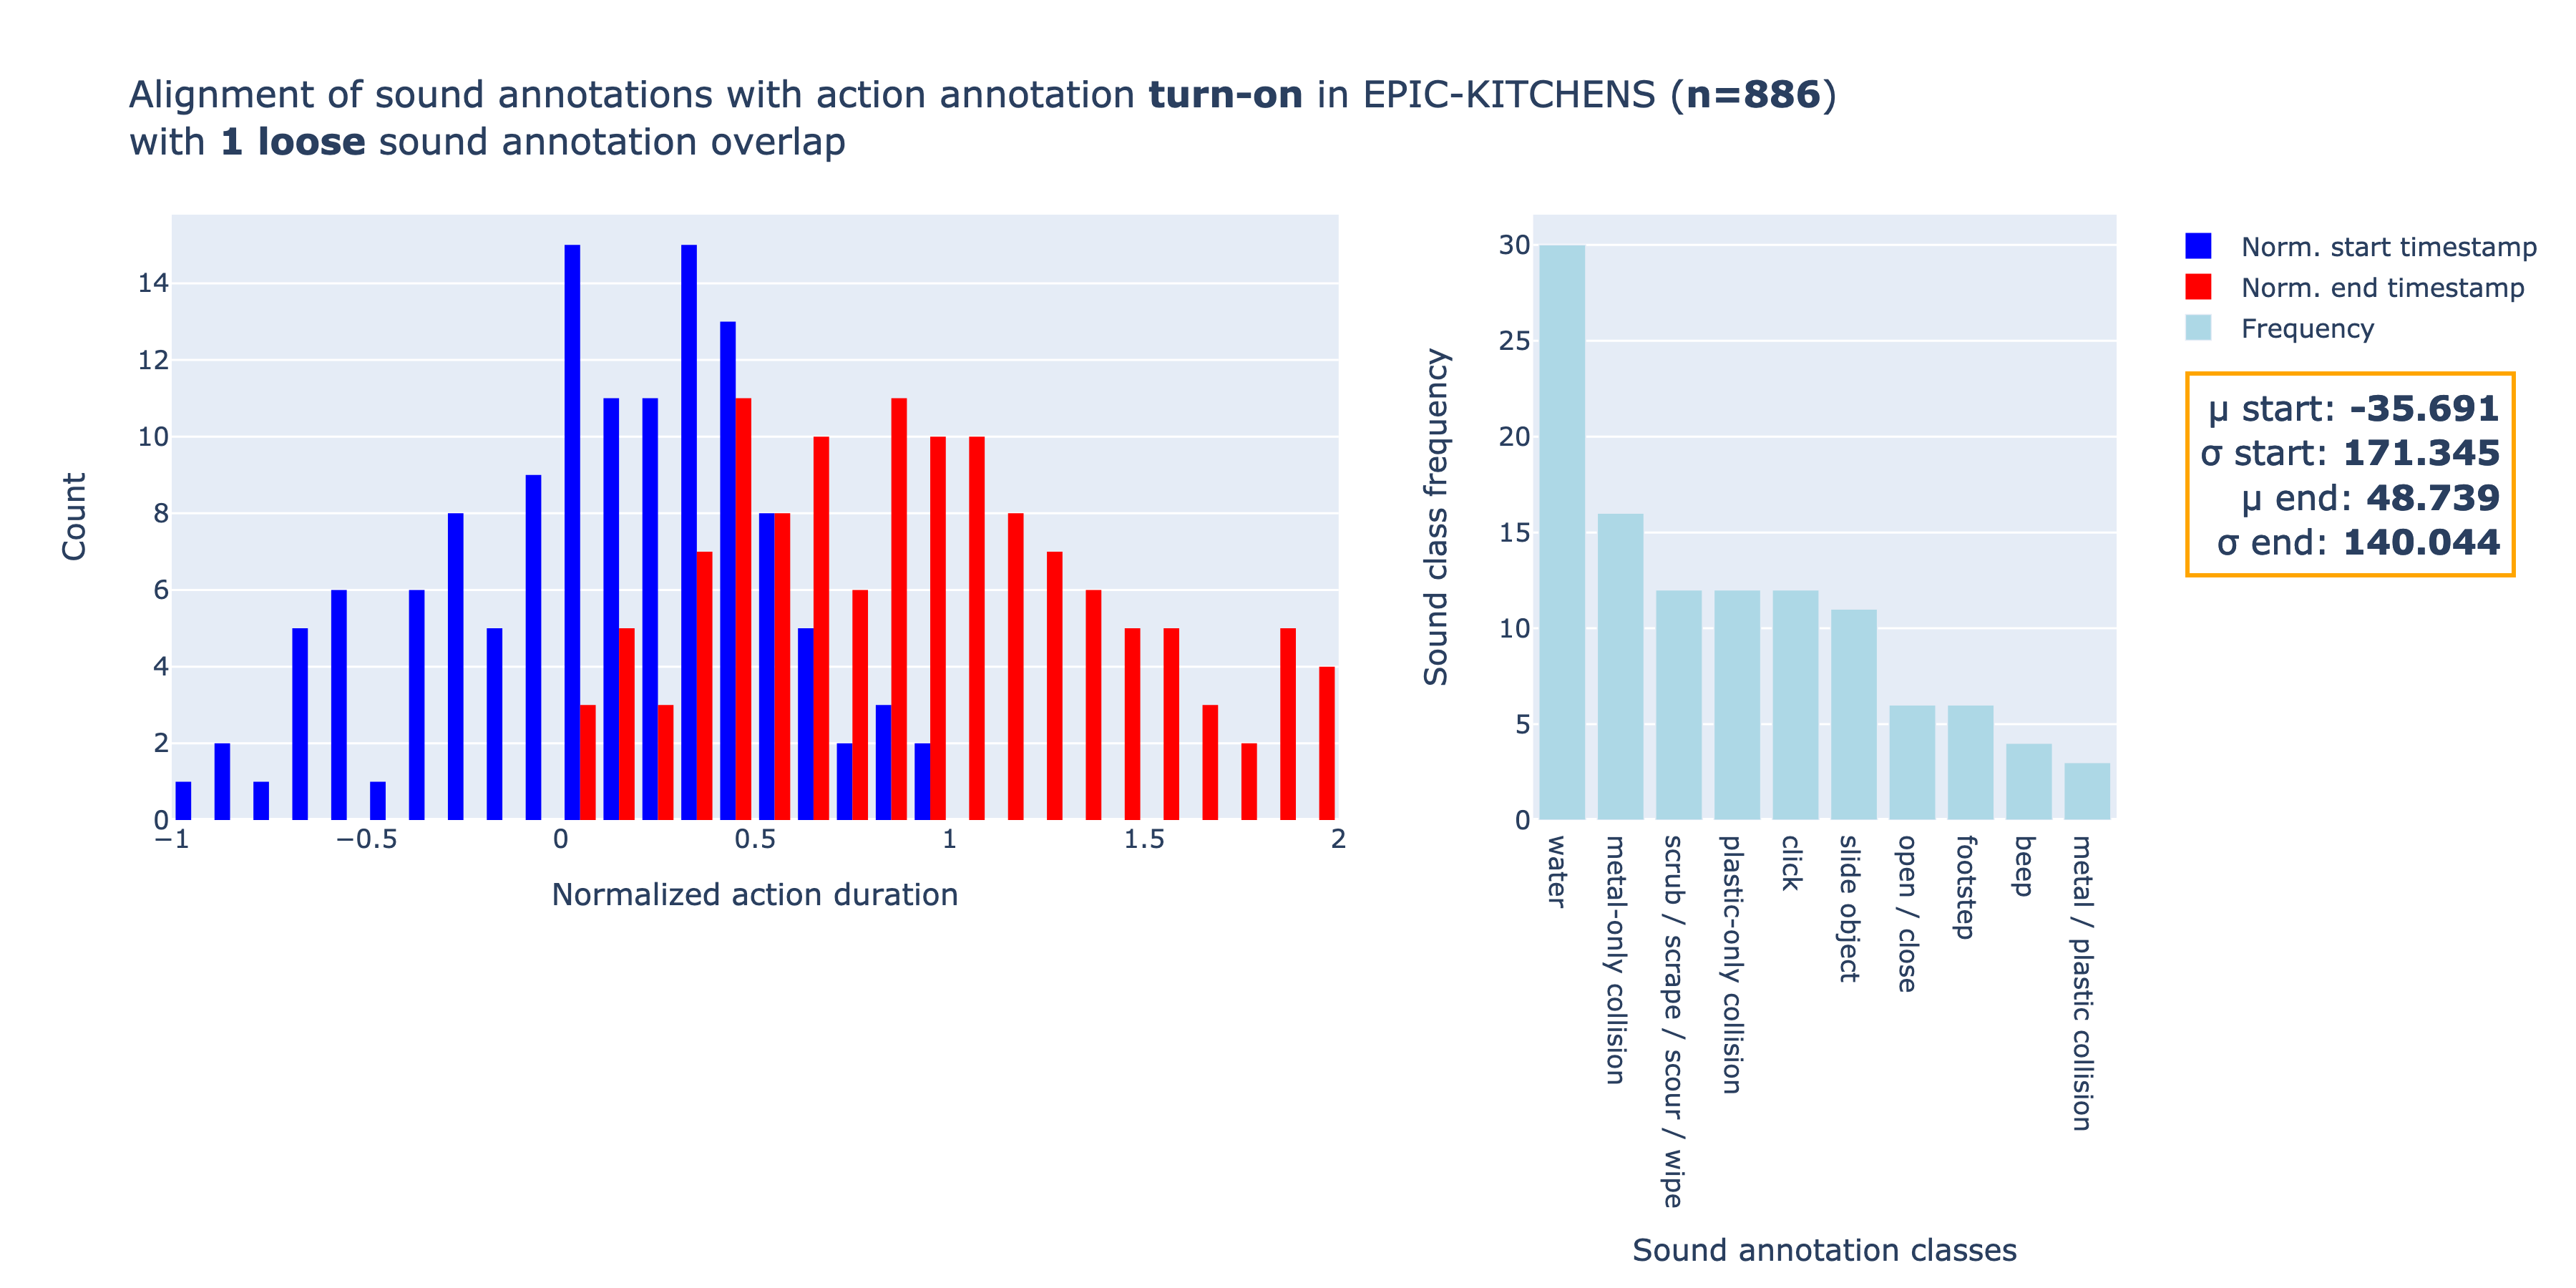 Alignment of sound annotations with action annotation turn-on in EPIC-KITCHENS (n=886)
with 1 loose sound annotation overlap
Count
14
12
10
8
6
4
2
0
−1
−0.5
0
0.5
1
1.5
2
Normalized action duration
Sound class frequency
30
25
20
15
10
5
0
water
metal-only collision
scrub / scrape / scour / wipe
plastic-only collision
click
slide object
open / close
footstep
beep
metal / plastic collision
Sound annotation classes
Norm. start timestamp
Norm. end timestamp
Frequency
μ start: -35.691
σ start: 171.345
μ end: 48.739
σ end: 140.044